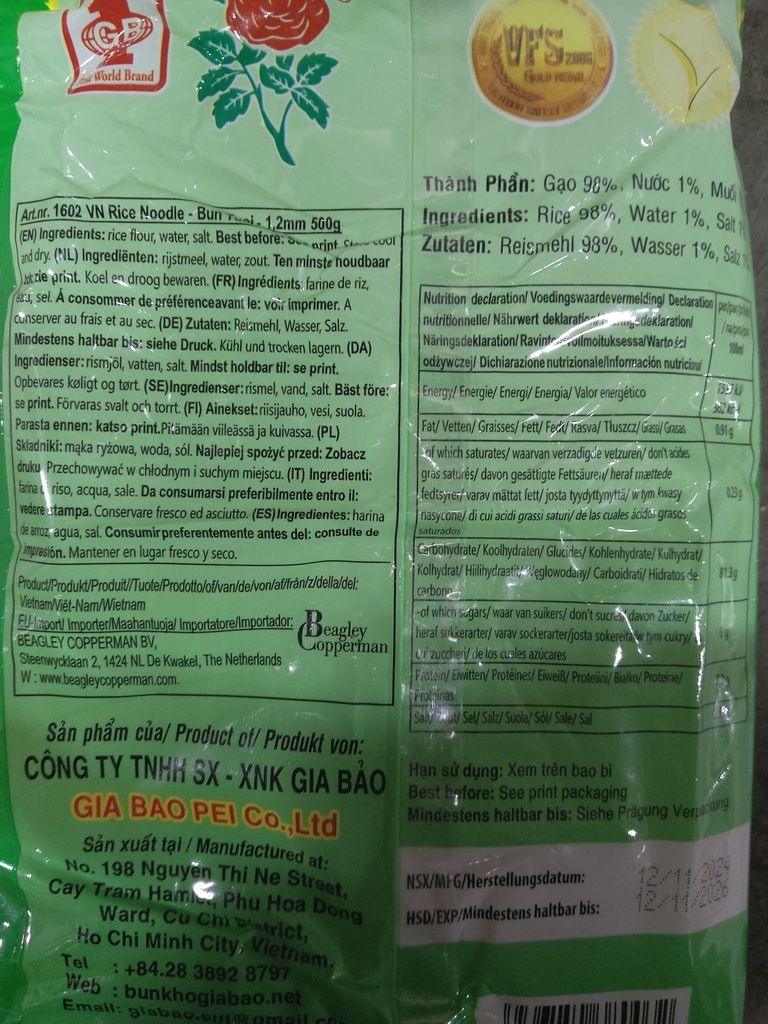 GB
World Brand
VFS 2006
GOLD MEDAL
Thành Phần: Gạo 98%, Nước 1%, Muối
Ingredients: Rice 98%, Water 1%, Salt
Zutaten: Reismehl 98%, Wasser 1%, Salz
Art.nr. 1602 VN Rice Noodle - Bun 1,2mm 500g
(EN) Ingredients: rice flour, water, salt. Best before: print cool
and dry. (NL) Ingrediënten: rijstmeel, water, zout. Ten minste houdbaar
zie print. Koel en droog bewaren. (FR) Ingrédients: farine de riz,
eau, sel. À consommer de préférenceavant le: voir imprimer. A
conserver au frais et au sec. (DE) Zutaten: Reismehl, Wasser, Salz.
Mindestens haltbar bis: siehe Druck. Kühl und trocken lagern. (DA)
Ingredienser: rismjöl, vatten, salt. Mindst holdbar til: se print.
Opbevares køligt og tørt. (SE)Ingredienser: rismel, vand, salt. Bäst före:
se print. Förvaras svalt och torrt. (FI) Ainekset: riisijauho, vesi, suola.
Parasta ennen: katso print.Pitämään viileässä ja kuivassa. (PL)
Składniki: mąka ryżowa, woda, sól. Najlepiej spożyć przed: Zobacz
druku. Przechowywać w chłodnym i suchym miejscu. (IT) Ingredienti:
farina di riso, acqua, sale. Da consumarsi preferibilmente entro il:
vedere stampa. Conservare fresco ed asciutto. (ES)Ingredientes: harina
de arroz, agua, sal. Consumir preferentemente antes del: consulte de
impresión. Mantener en lugar fresco y seco.
Product/Produkt/Produit//Tuote/Prodotto/of/van/de/von/af/från/z/della/del:
Vietnam/Viêt-Nam/Wietnam
EU-Import/ Importer/Maahantuoja/ Importatore/Importador:
BEAGLEY COPPERMAN BV,
Steenwycklaan 2, 1424 NL De Kwakel, The Netherlands
W : www.beagleycopperman.com.
Beagley
Copperman
Nutrition declaration/ Voedingswaardevermelding/ Declaration
nutritionnelle/ Nährwert deklaration/
Näringsdeklaration/ Wartości
odżywczej/ Dichiarazione nutrizionale/Información nutricional
100ml
Energy/ Energie/ Energi/ Energia/ Valor energético
Fat/ Vetten/ Graisses/ Fett/ Fedt/ Rasva/ Tłuszcz/ Grassi/ Grasas 0.91 g
-of which saturates/ waarvan verzadigde vetzuren/ don't acides
gras saturés/ davon gesättigte Fettsäuren/ heraf mættede
fedtsyrer/ varav mättat fett/ josta tyydyttynyttä/ w tym kwasy
nasycone/ di cui acidi grassi saturi/ de las cuales ácidos grasos
saturados
0.23 g
Carbohydrate/ Koolhydraten/ Glucides/ Kohlenhydrate/ Kulhydrat/
Kolhydrat/ Hiilihydraatit/ Węglowodany/ Carboidrati/ Hidratos de
carbono
81.3 g
-of which sugars/ waar van suikers/ don't sucres/ davon Zucker/
heraf sukkerarter/ varav sockerarter/josta sokereita/w tym cukry/
cui zuccheri/ de los cuales azúcares
0 g
Protein/ Eiwitten/ Protéines/ Eiweiß/ Proteiini/ Białko/ Proteine/
Proteínas
Salt/ Zout/ Sel/ Salz/ Suola/ Sól/ Sale/ Sal
Sản phẩm của/ Product of/ Produkt von:
CÔNG TY TNHH SX - XNK GIA BẢO
GIA BAO PEI Co.,Ltd
Sản xuất tại / Manufactured at:
No. 198 Nguyen Thi Ne Street,
Cay Tram Hamlet, Phu Hoa Dong
Ward, Cu Chi District,
Ho Chi Minh City, Vietnam.
Tel : +84.28 3892 8797
Web : bunkhogiabao.net
Email:
Hạn sử dụng: Xem trên bao bì
Best before: See print packaging
Mindestens haltbar bis: Siehe Prägung Verpackung
NSX/MFG/Herstellungsdatum: 12/11/2024
HSD/EXP/Mindestens haltbar bis: 12/11/2026